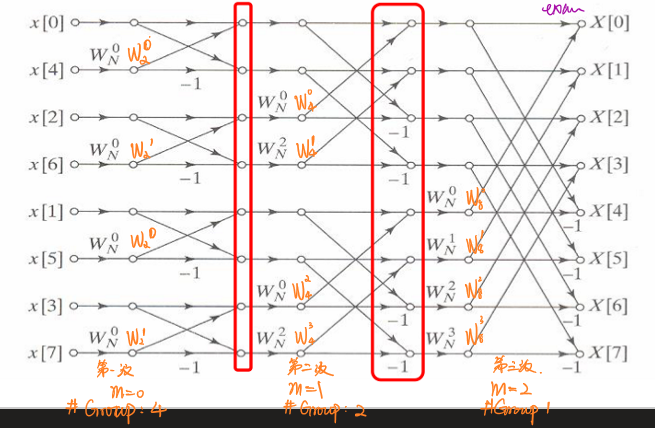 exam
x[0] X[0]
W_N^0 W_2^0
x[4] -1 X[1]
W_N^0 W_4^0
x[2] -1 X[2]
W_N^0 W_2^1 W_N^2 W_4^1
x[6] -1 -1 X[3]
W_N^0 W_8^0
x[1] -1 X[4]
W_N^0 W_2^0 W_N^1 W_8^1
x[5] -1 -1 X[5]
W_N^0 W_4^2 W_N^2 W_8^2
x[3] -1 -1 X[6]
W_N^0 W_2^1 W_N^2 W_4^3 W_N^3 W_8^3
x[7] -1 -1 -1 X[7]
第一级 第二级 第三级.
m=0 m=1 m=2
# Group: 4 # Group: 2 #Group 1